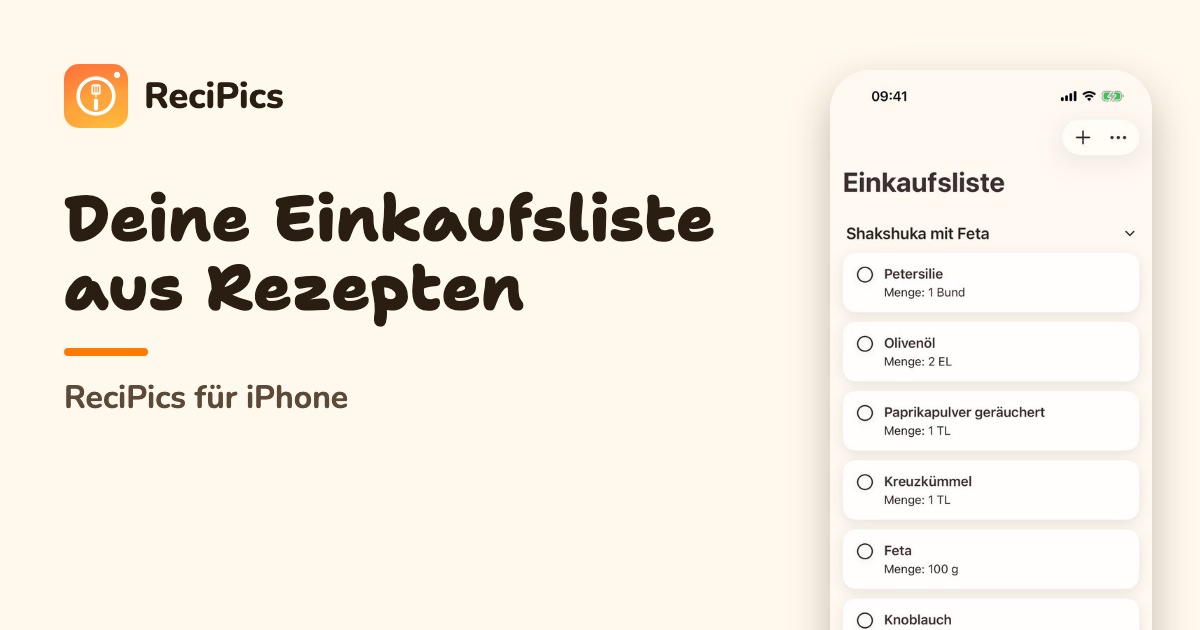 ReciPics
Deine Einkaufsliste
aus Rezepten
ReciPics für iPhone
09:41
Einkaufsliste
Shakshuka mit Feta
Petersilie
Menge: 1 Bund
Olivenöl
Menge: 2 EL
Paprikapulver geräuchert
Menge: 1 TL
Kreuzkümmel
Menge: 1 TL
Feta
Menge: 100 g
Knoblauch